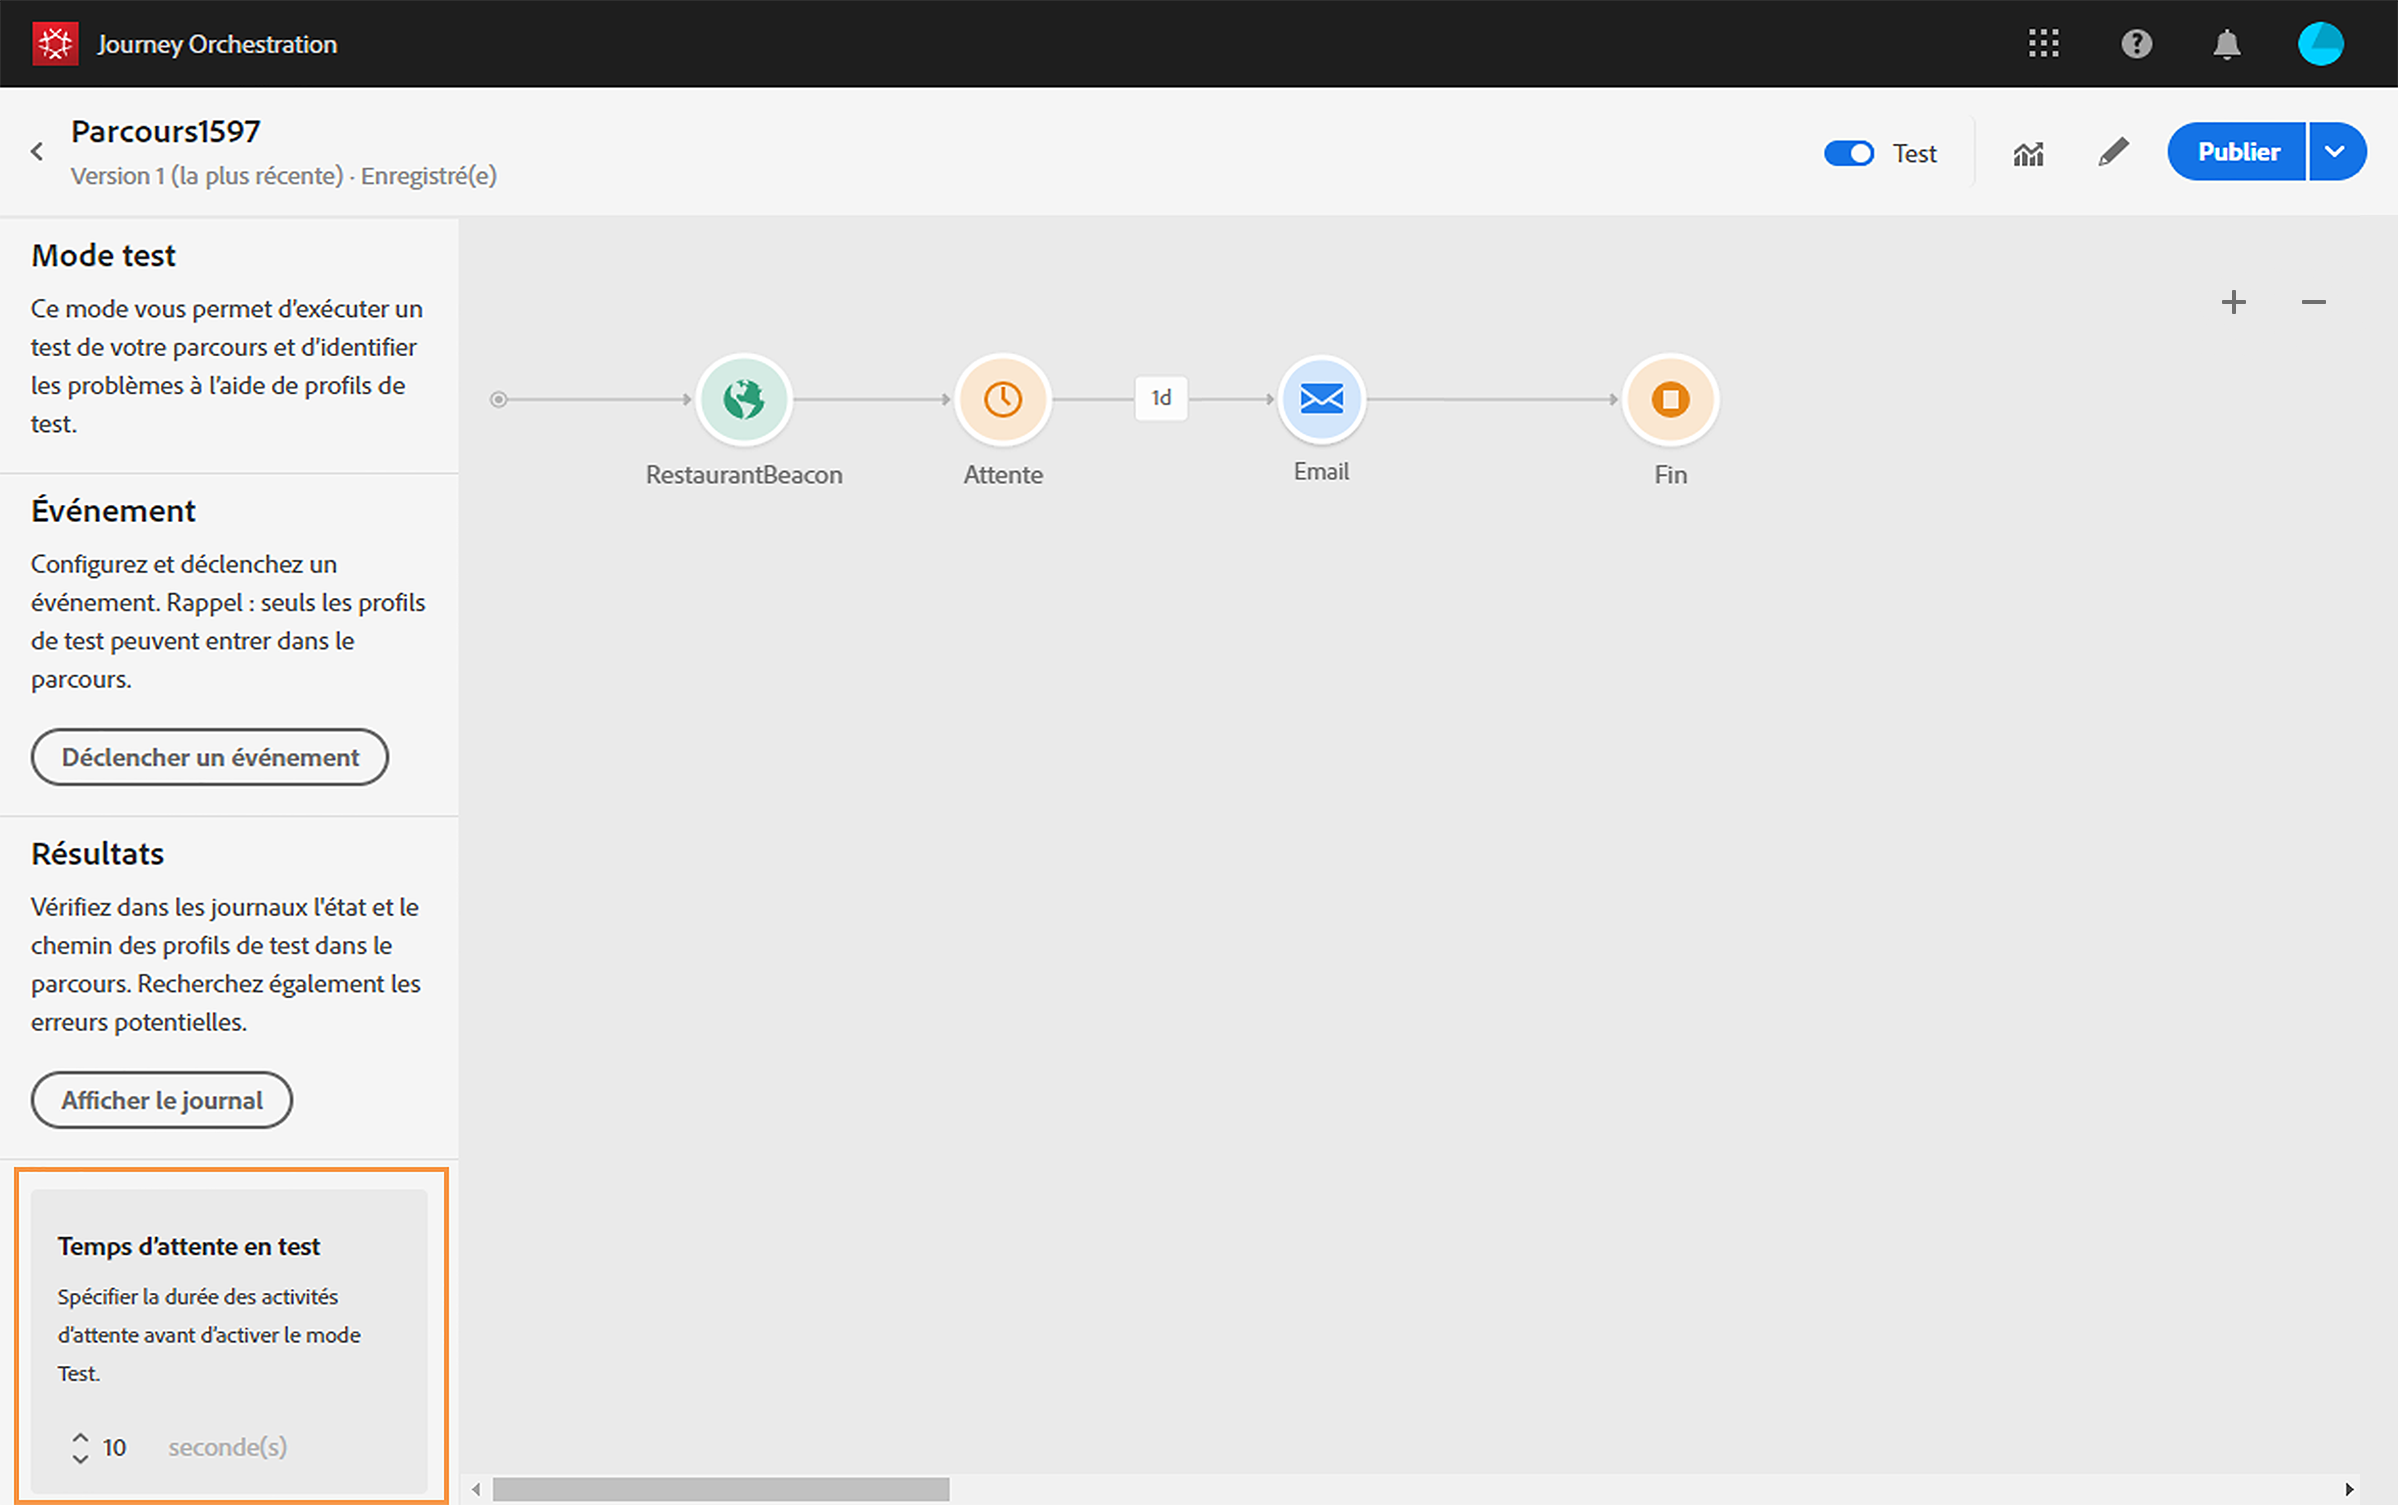 Journey Orchestration
Parcours1597
Version 1 (la plus récente) · Enregistré(e)
Test
Publier
Mode test
Ce mode vous permet d’exécuter un
test de votre parcours et d’identifier
les problèmes à l’aide de profils de
test.
Événement
Configurez et déclenchez un
événement. Rappel : seuls les profils
de test peuvent entrer dans le
parcours.
Déclencher un événement
Résultats
Vérifiez dans les journaux l'état et le
chemin des profils de test dans le
parcours. Recherchez également les
erreurs potentielles.
Afficher le journal
Temps d’attente en test
Spécifier la durée des activités
d’attente avant d’activer le mode
Test.
10 seconde(s)
1d
RestaurantBeacon
Attente
Email
Fin